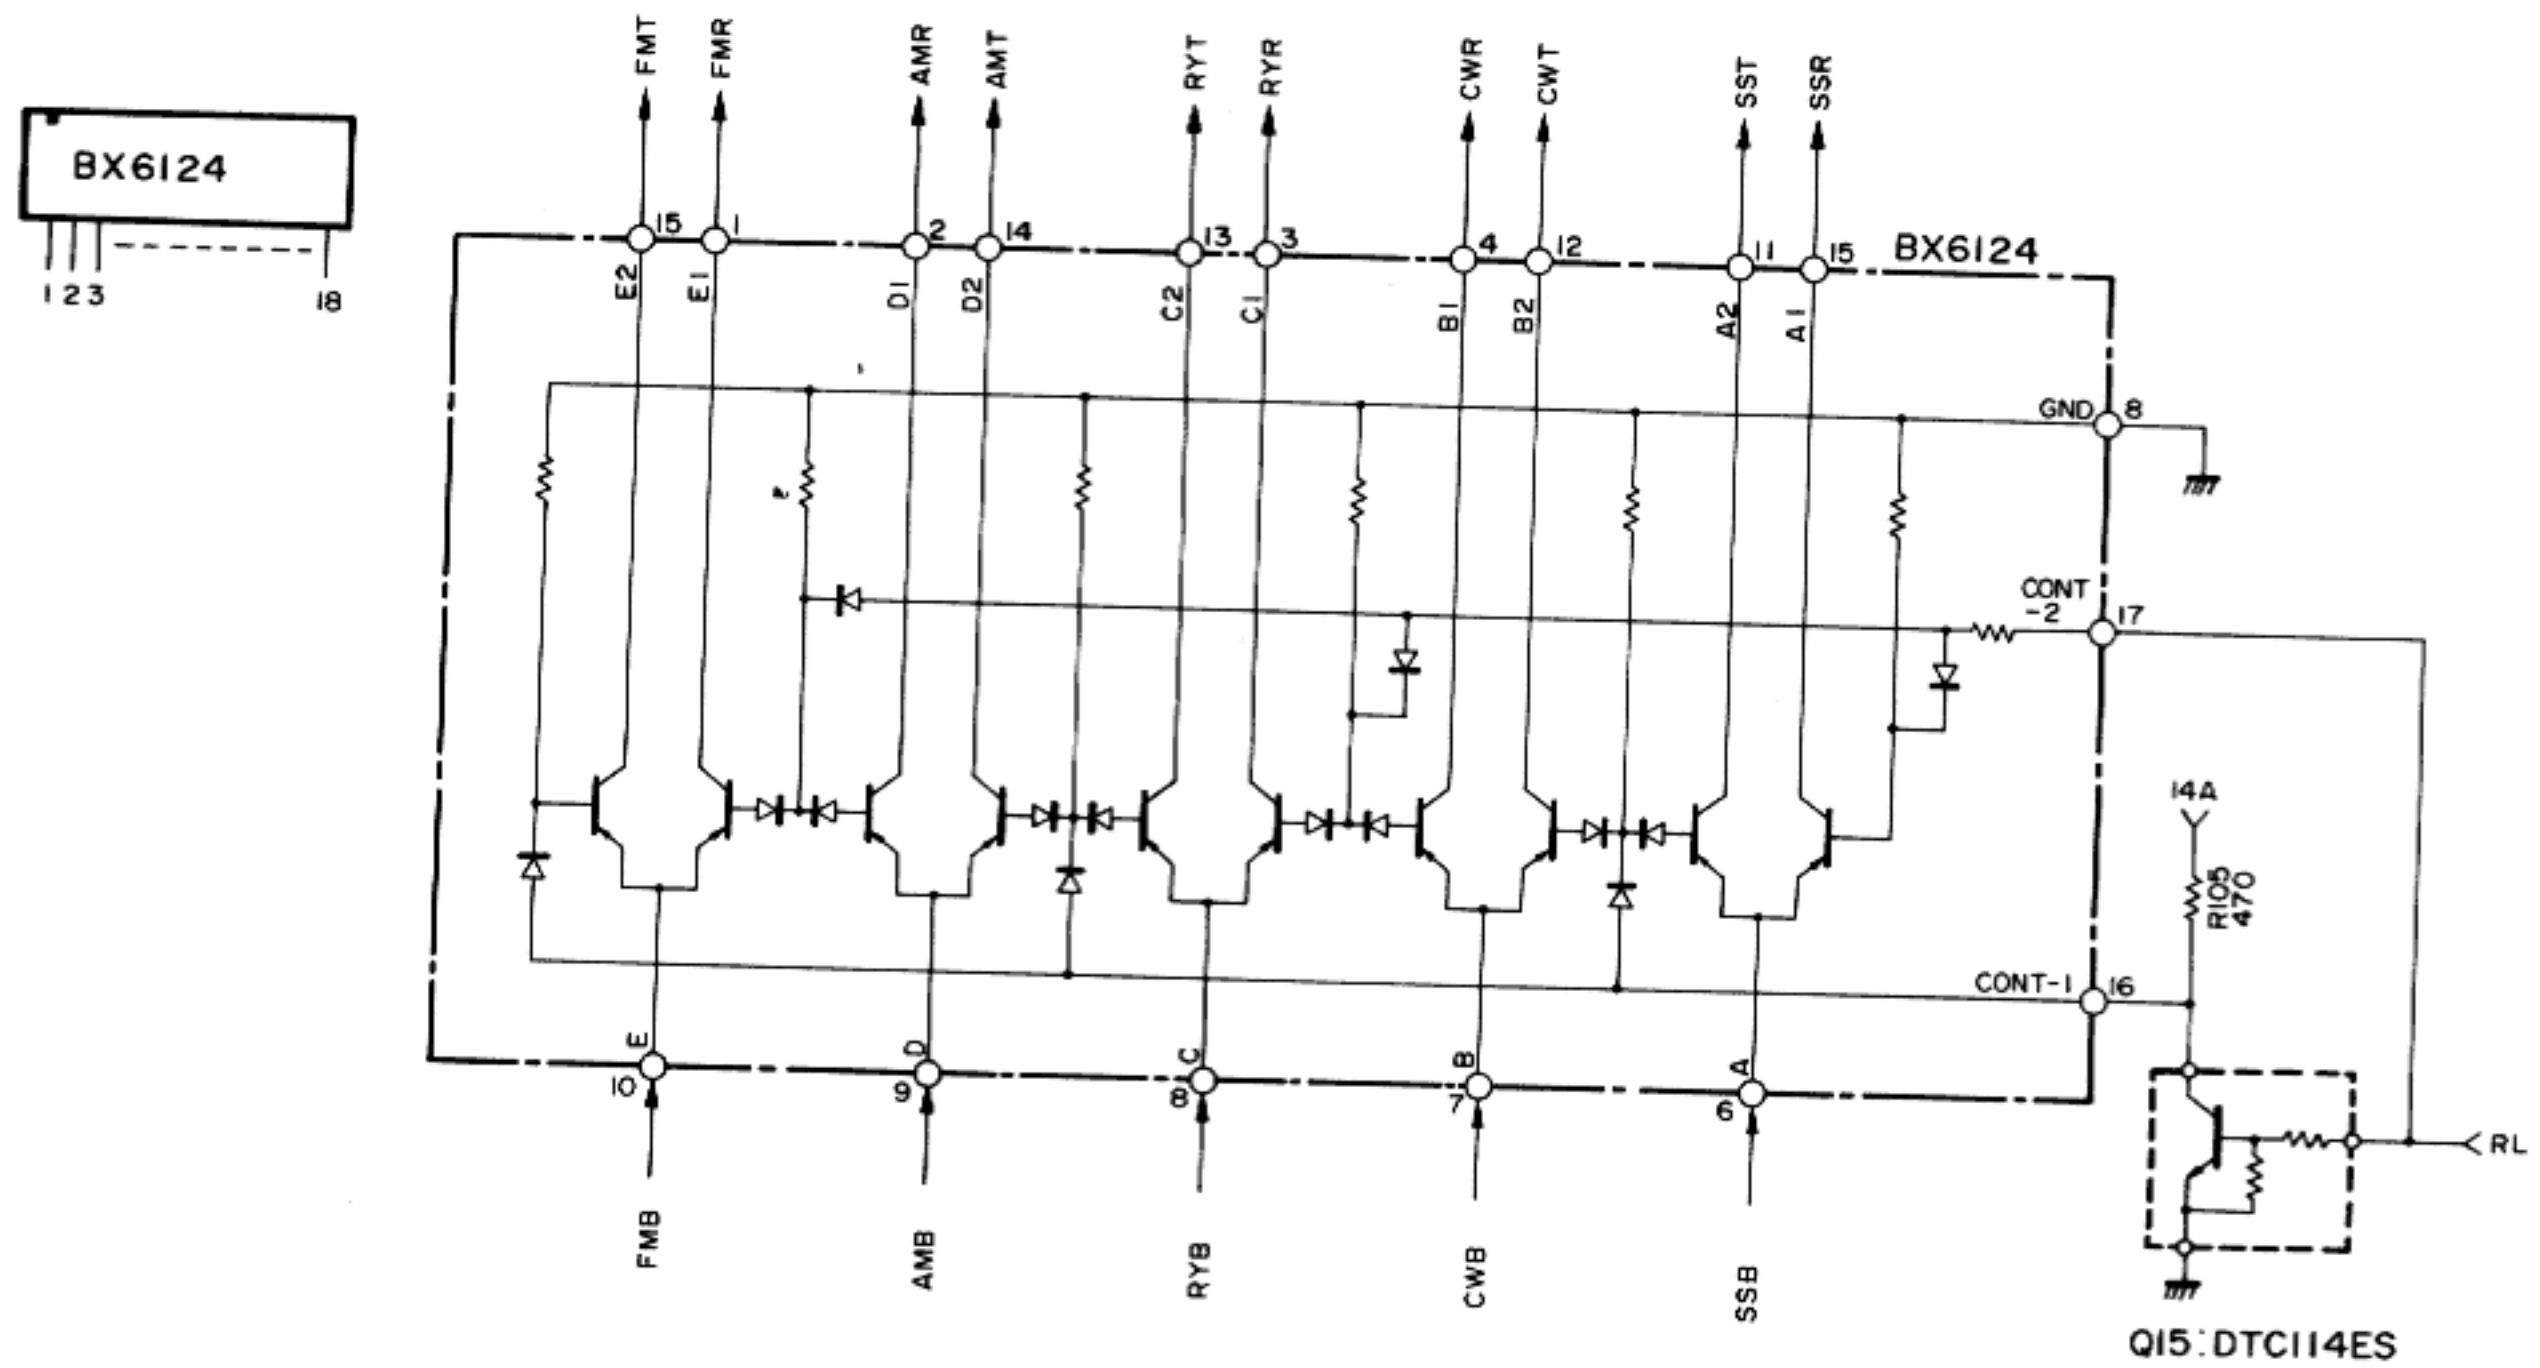 FMT
FMR
AMR
AMT
RYT
RYR
CWR
CWT
SST
SSR
BX6124
1 2 3
18
15
1
2
14
13
3
4
12
11
15
BX6124
E2
E1
D1
D2
C2
C1
B1
B2
A2
A1
GND
8
CONT
-2
17
14A
R105
470
CONT-1
16
E
D
C
B
A
10
9
8
7
6
RL
FMB
AMB
RYB
CWB
SSB
Q15:DTC114ES